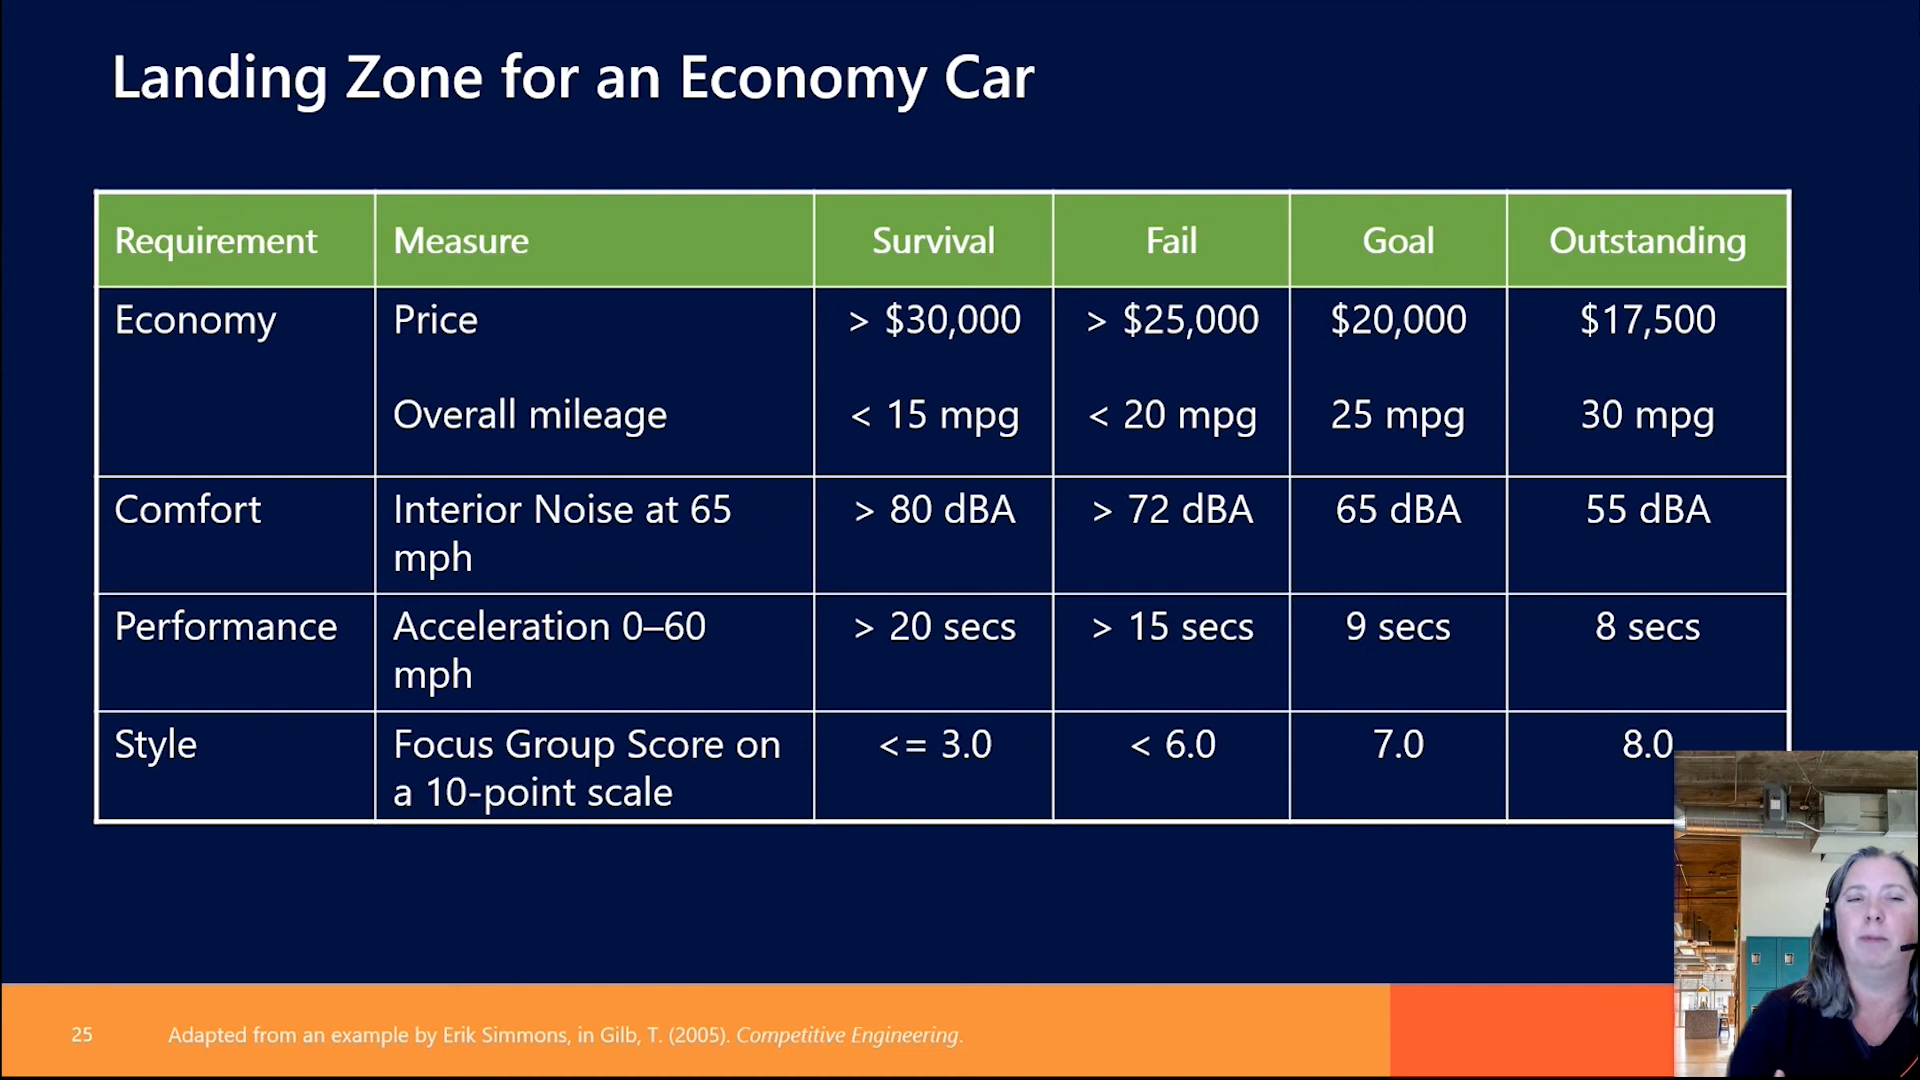 Landing Zone for an Economy Car
Requirement Measure Survival Fail Goal Outstanding
Economy Price > $30,000 > $25,000 $20,000 $17,500
Overall mileage < 15 mpg < 20 mpg 25 mpg 30 mpg
Comfort Interior Noise at 65 > 80 dBA > 72 dBA 65 dBA 55 dBA
mph
Performance Acceleration 0–60 > 20 secs > 15 secs 9 secs 8 secs
mph
Style Focus Group Score on <= 3.0 < 6.0 7.0 8.0
a 10-point scale
25 Adapted from an example by Erik Simmons, in Gilb, T. (2005). Competitive Engineering.